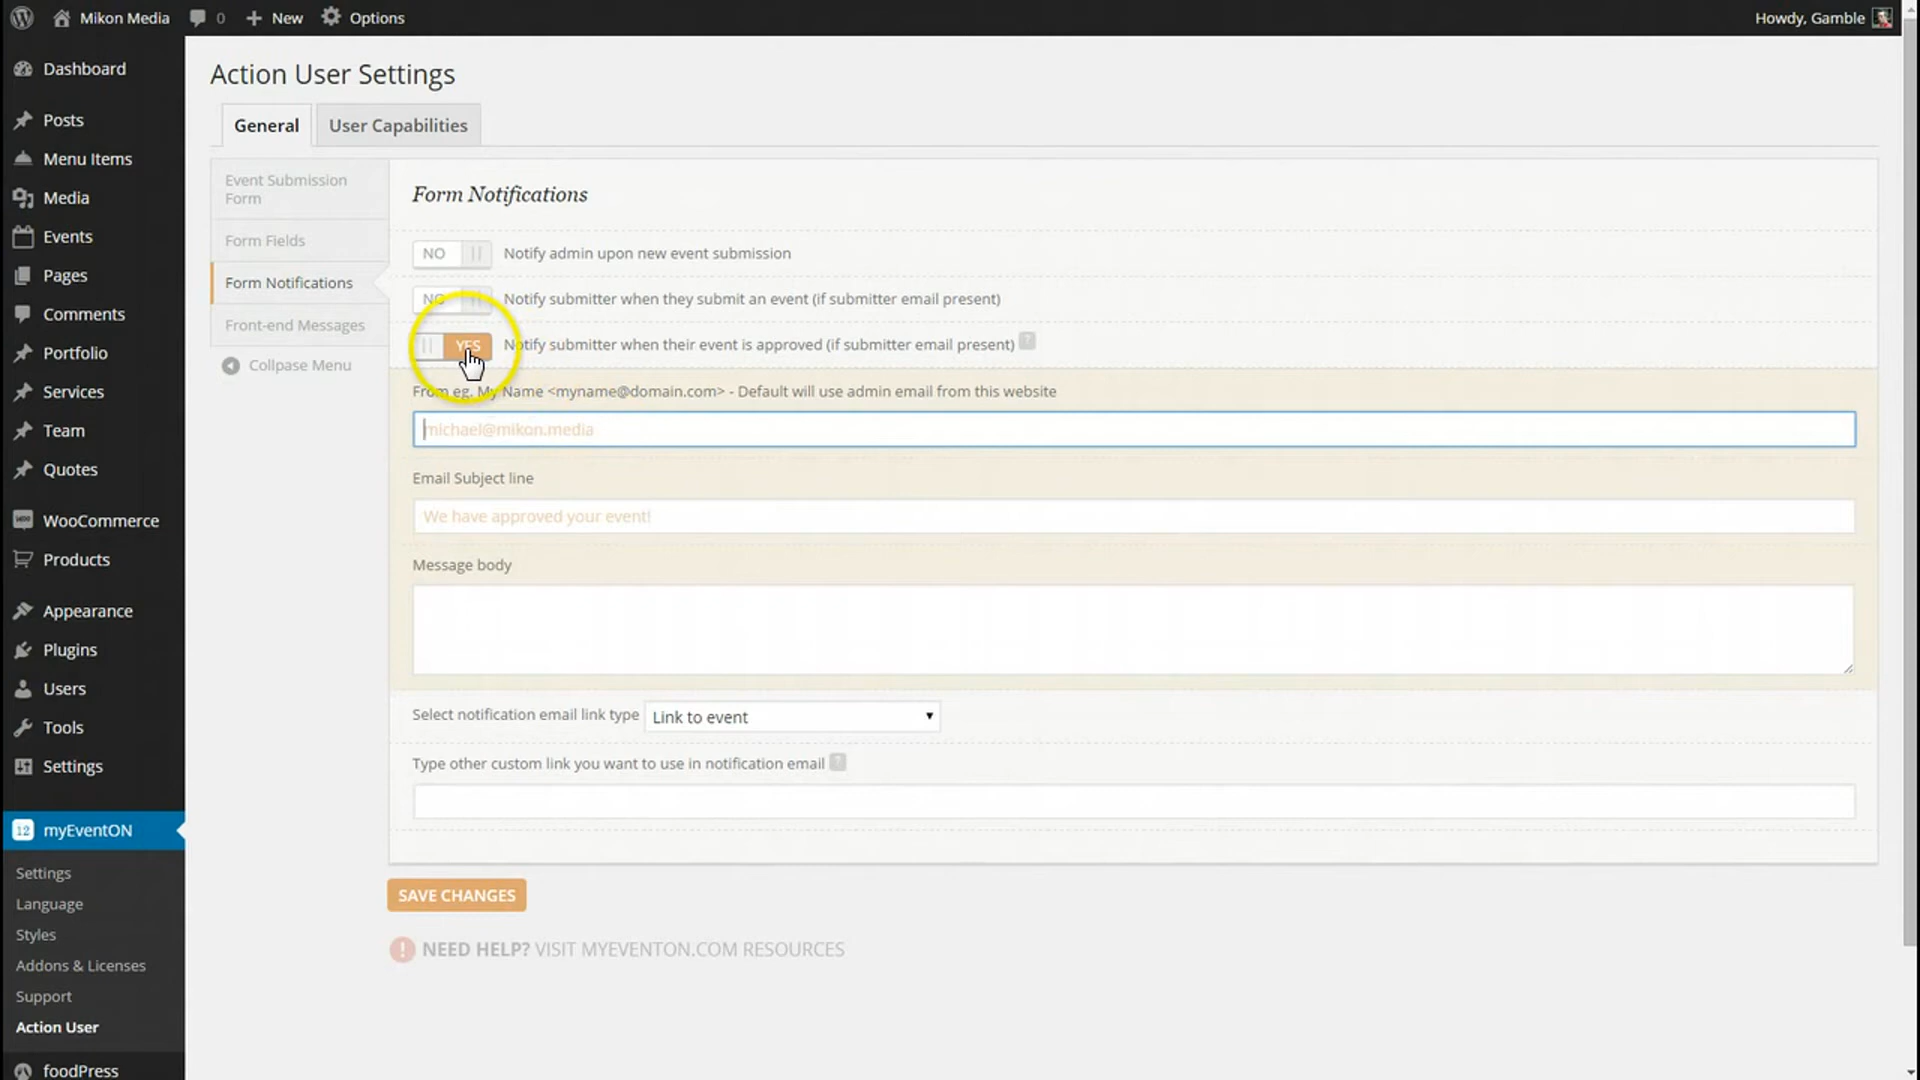 Mikon Media
0
New
Options
Howdy, Gamble
Dashboard
Posts
Menu Items
Media
Events
Pages
Comments
Portfolio
Services
Team
Quotes
WooCommerce
Products
Appearance
Plugins
Users
Tools
Settings
12 myEventON
Settings
Language
Styles
Addons & Licenses
Support
Action User
foodPress
Action User Settings
General
User Capabilities
Event Submission
Form
Form Fields
Form Notifications
Front-end Messages
Collpase Menu
Form Notifications
NO Notify admin upon new event submission
NO Notify submitter when they submit an event (if submitter email present)
YES Notify submitter when their event is approved (if submitter email present) ?
From eg. My Name <myname@domain.com> - Default will use admin email from this website
michael@mikon.media
Email Subject line
We have approved your event!
Message body
Select notification email link type Link to event
Type other custom link you want to use in notification email ?
SAVE CHANGES
! NEED HELP? VISIT MYEVENTON.COM RESOURCES